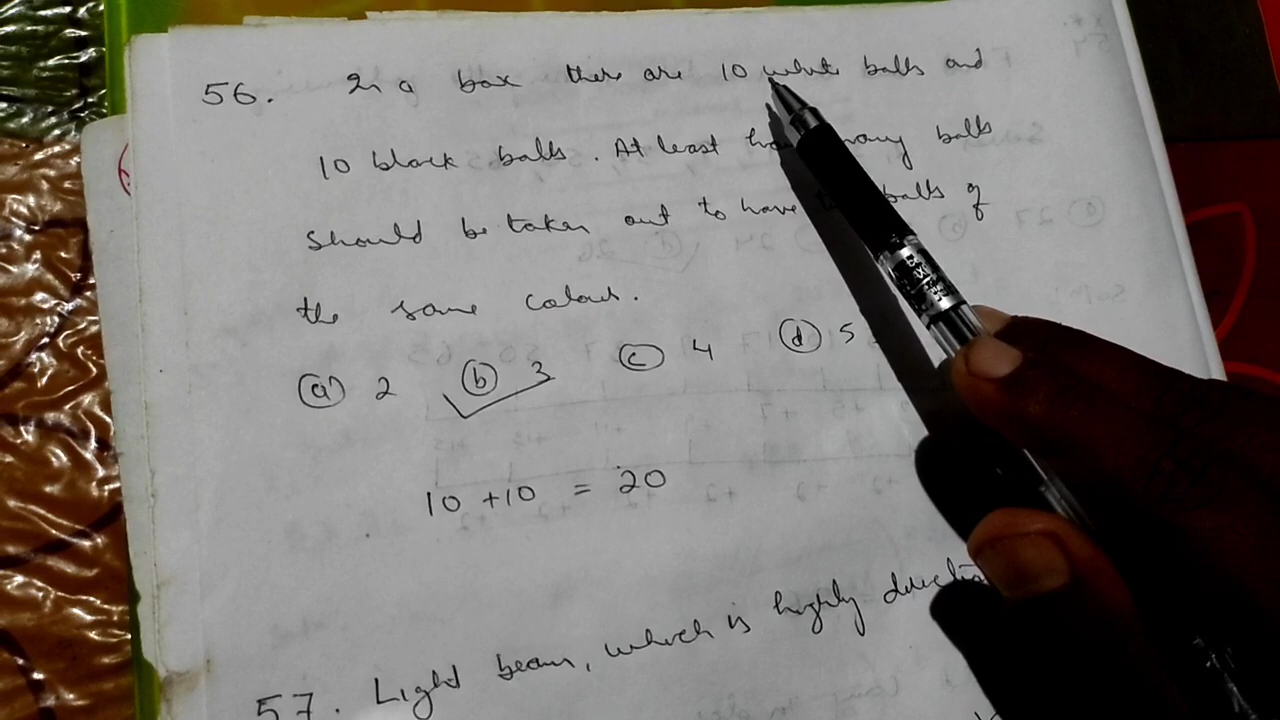 56. In a box there are 10 white balls and
10 black balls. At least many balls
should be taken out to have balls of
the same colour.
(a) 2 (b) 3 (c) 4 (d) 5
10 + 10 = 20
57. Light beam, which is highly